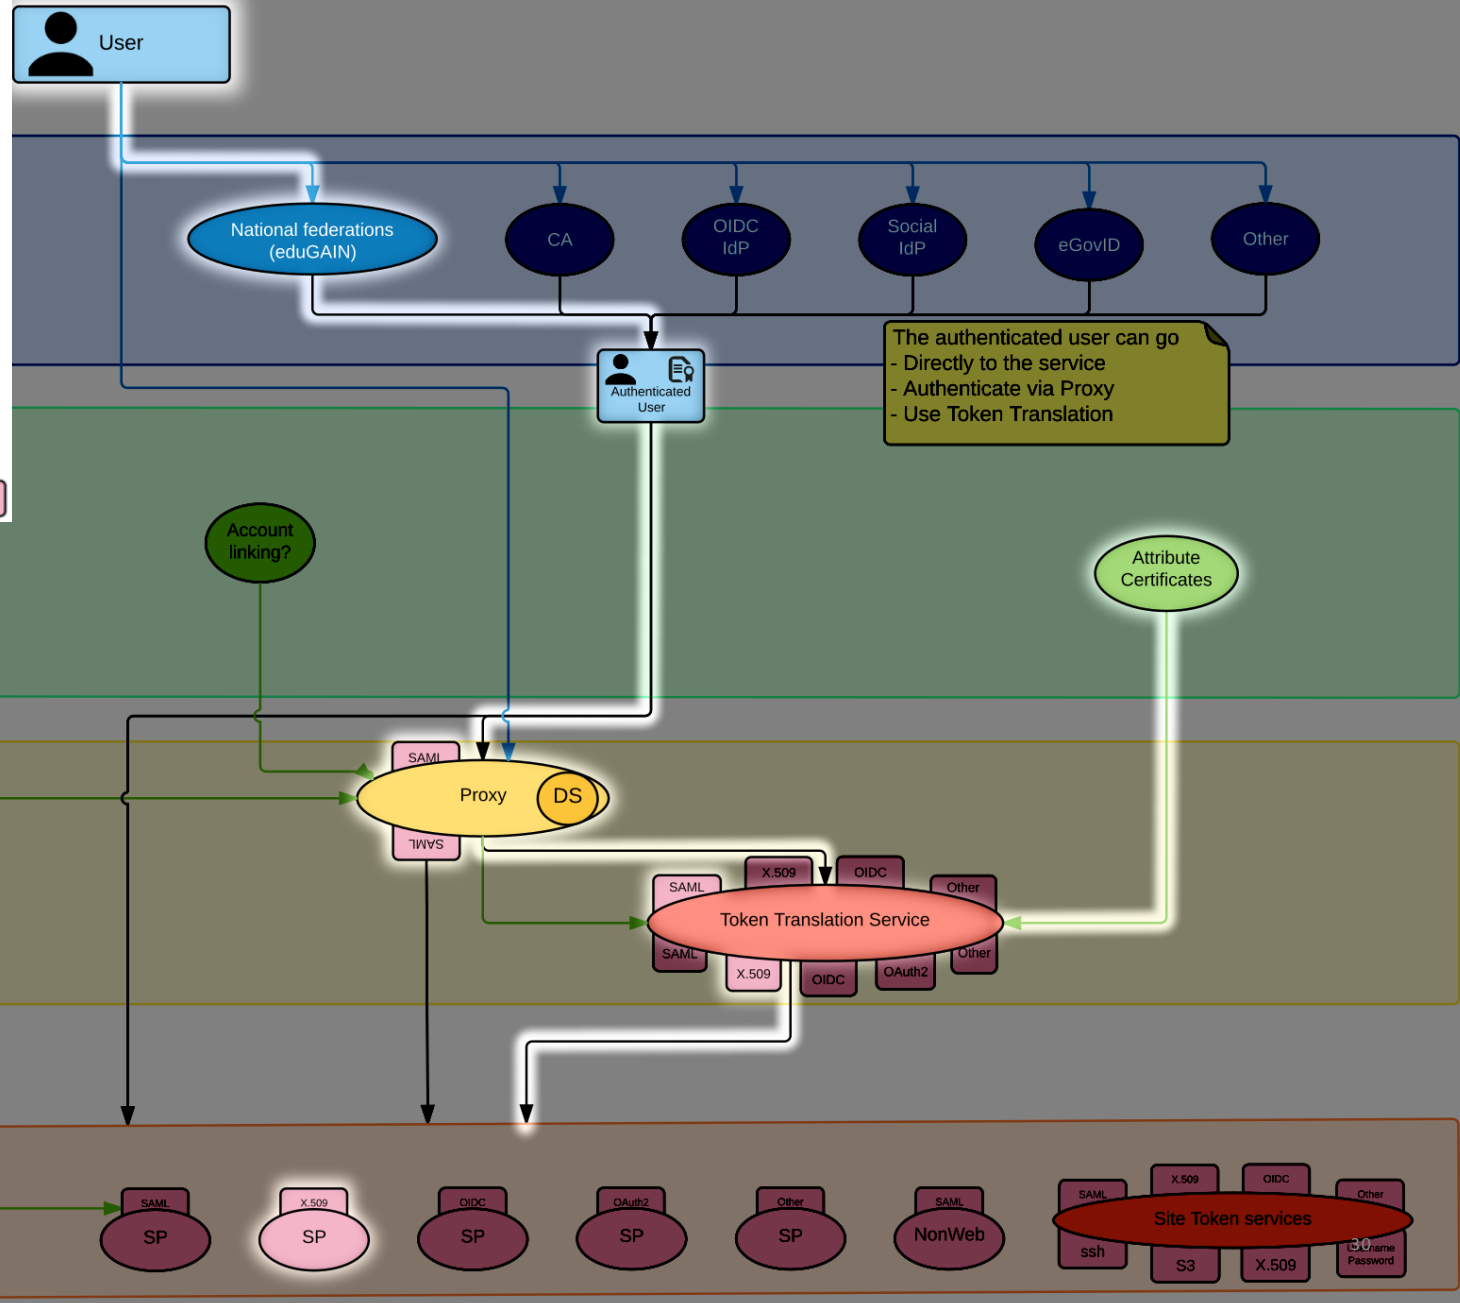 User
National federations
(eduGAIN)
CA
OIDC
IdP
Social
IdP
eGovID
Other
The authenticated user can go
- Directly to the service
- Authenticate via Proxy
- Use Token Translation
Authenticated
User
Account
linking?
Attribute
Certificates
SAML
Proxy
DS
SAML
SAML
X.509
OIDC
Other
Token Translation Service
SAML
X.509
OIDC
OAuth2
Other
SAML
SP
X.509
SP
OIDC
SP
OAuth2
SP
Other
SP
SAML
NonWeb
SAML
X.509
OIDC
Other
Site Token services
ssh
S3
X.509
Password
30